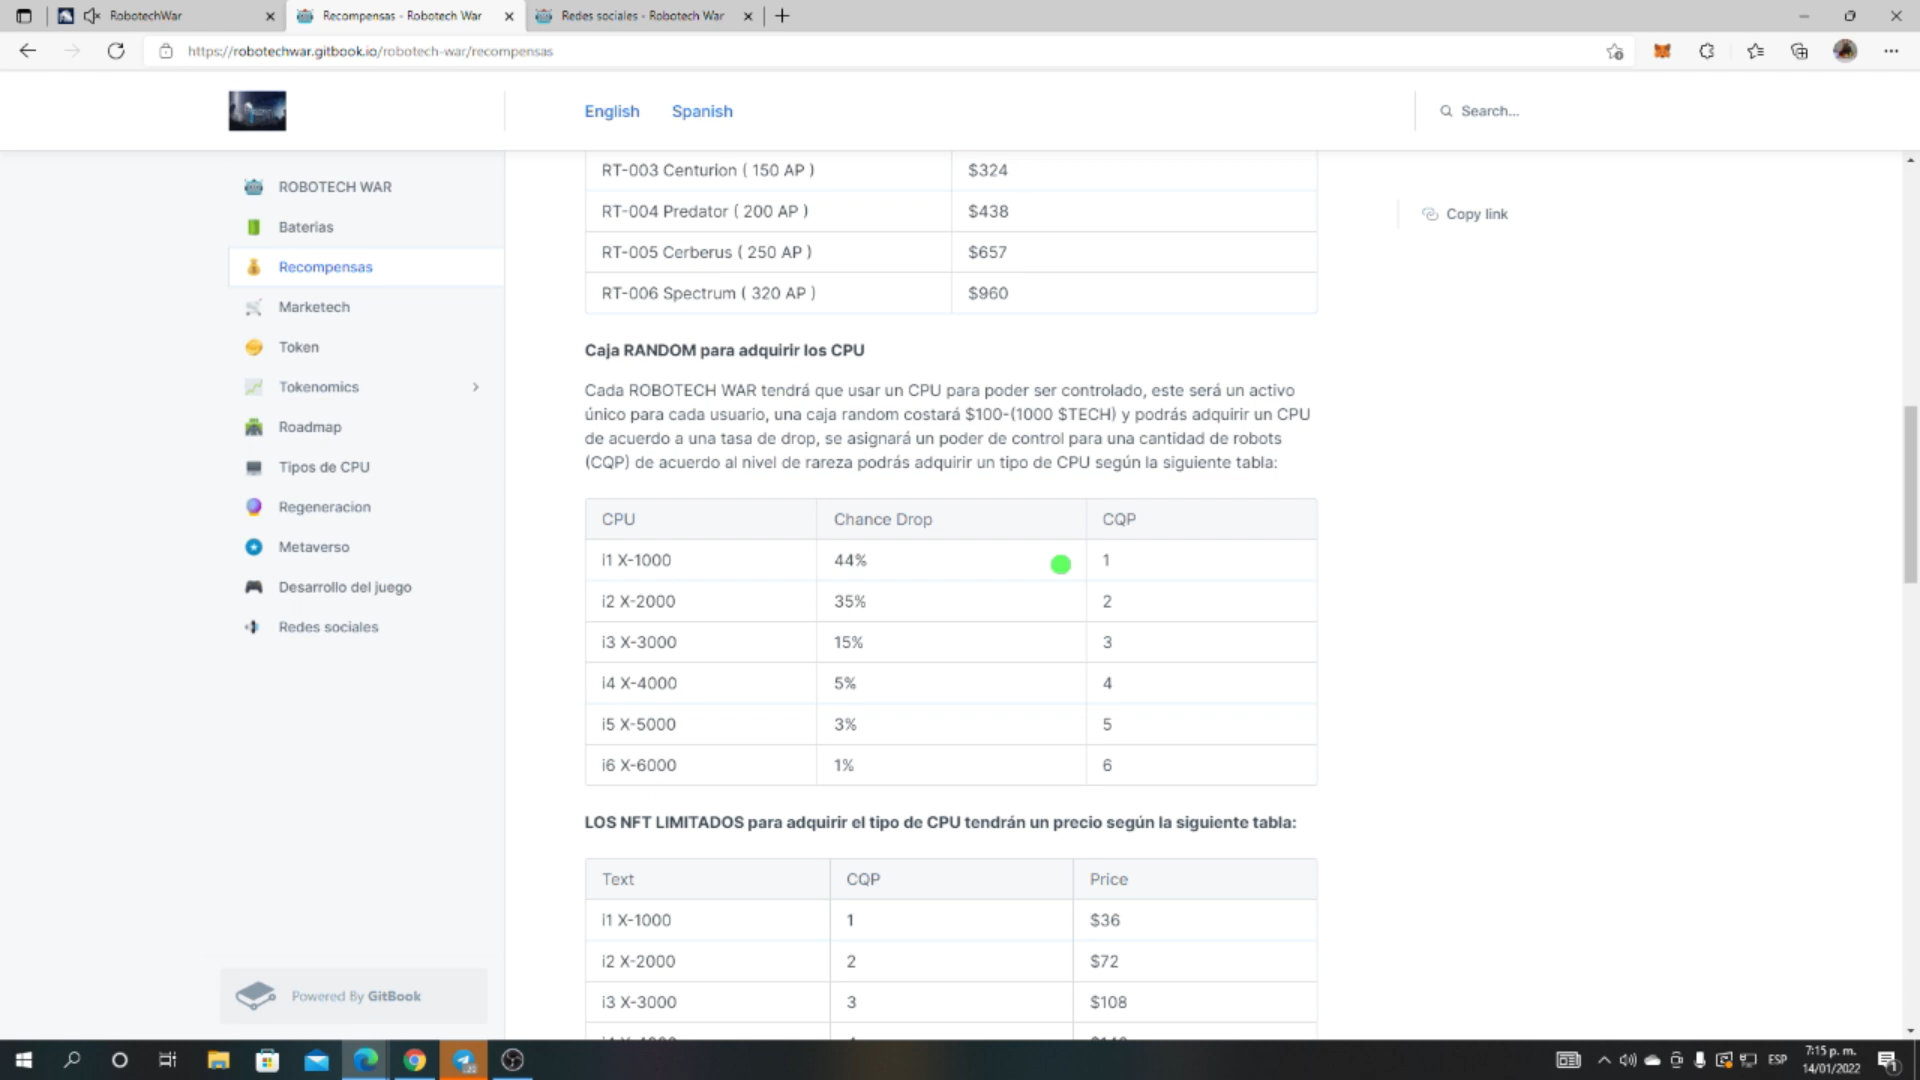 RobotechWar
Recompensas - Robotech War
Redes sociales - Robotech War
https://robotechwar.gitbook.io/robotech-war/recompensas
English
Spanish
Search...
ROBOTECH WAR
Baterias
Recompensas
Marketech
Token
Tokenomics
Roadmap
Tipos de CPU
Regeneracion
Metaverso
Desarrollo del juego
Redes sociales
Powered By GitBook
RT-003 Centurion ( 150 AP ) $324
RT-004 Predator ( 200 AP ) $438
RT-005 Cerberus ( 250 AP ) $657
RT-006 Spectrum ( 320 AP ) $960
Copy link
Caja RANDOM para adquirir los CPU
Cada ROBOTECH WAR tendrá que usar un CPU para poder ser controlado, este será un activo
único para cada usuario, una caja random costará $100-(1000 $TECH) y podrás adquirir un CPU
de acuerdo a una tasa de drop, se asignará un poder de control para una cantidad de robots
(CQP) de acuerdo al nivel de rareza podrás adquirir un tipo de CPU según la siguiente tabla:
CPU Chance Drop CQP
i1 X-1000 44% 1
i2 X-2000 35% 2
i3 X-3000 15% 3
i4 X-4000 5% 4
i5 X-5000 3% 5
i6 X-6000 1% 6
LOS NFT LIMITADOS para adquirir el tipo de CPU tendrán un precio según la siguiente tabla:
Text CQP Price
i1 X-1000 1 $36
i2 X-2000 2 $72
i3 X-3000 3 $108
ESP
7:15 p. m.
14/01/2022